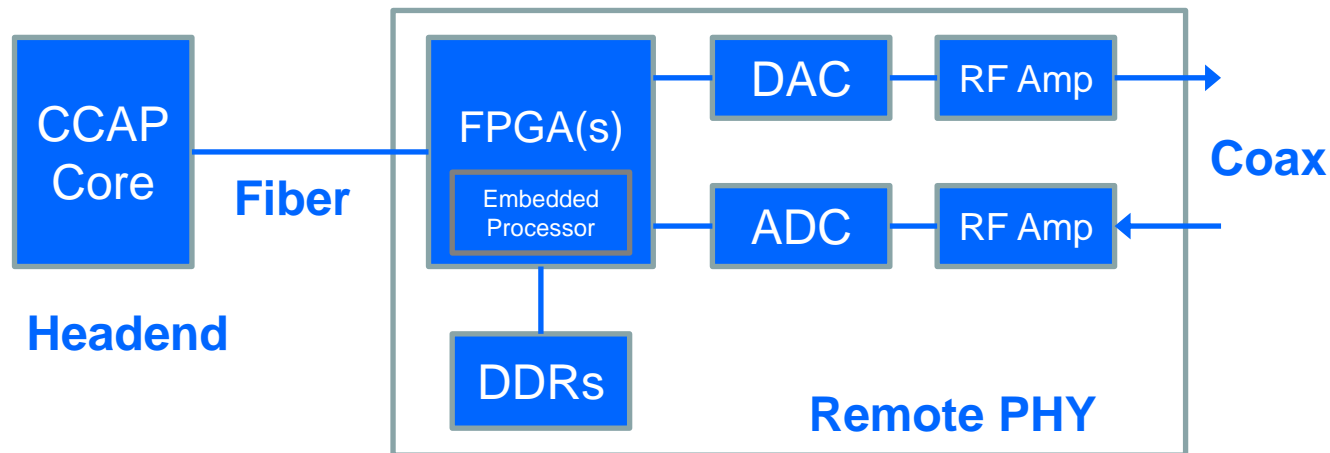 CCAP
Core
Fiber
Headend
FPGA(s)
Embedded
Processor
DDRs
DAC
RF Amp
ADC
RF Amp
Coax
Remote PHY